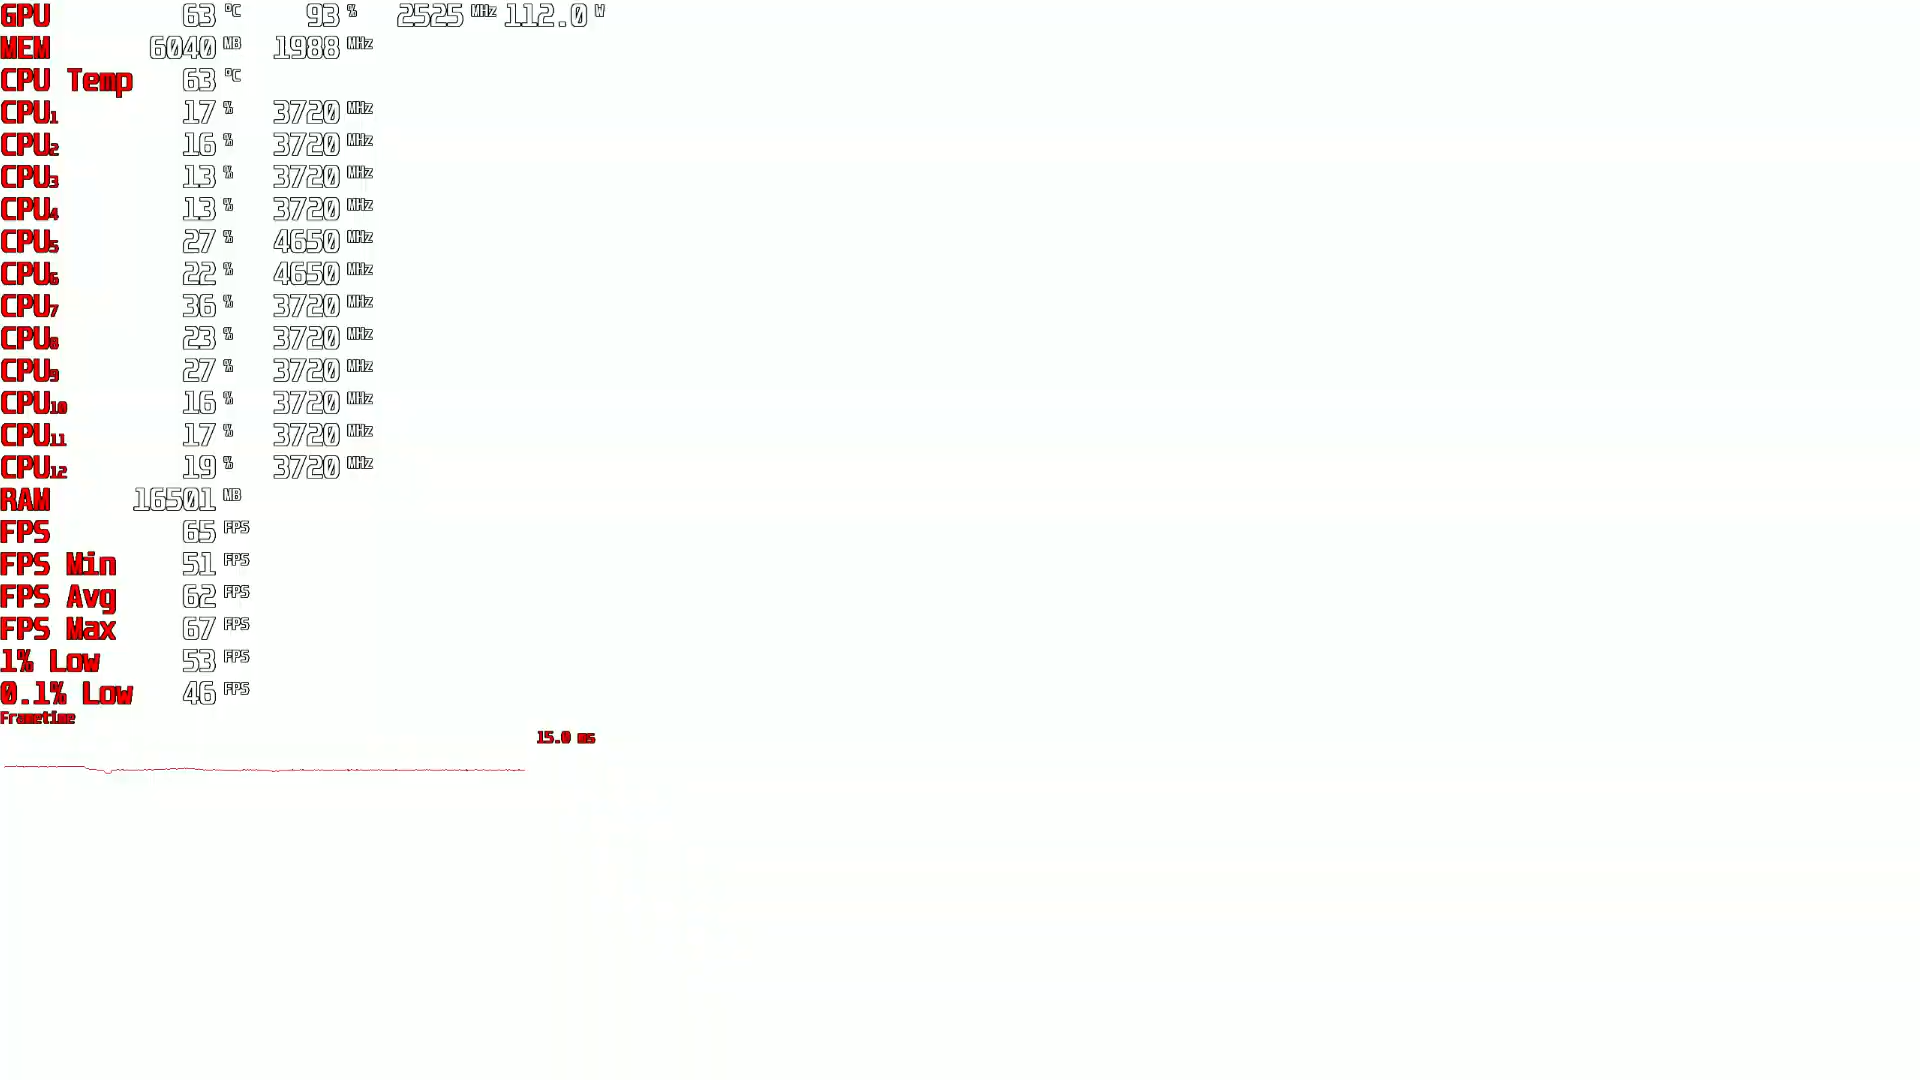 GPU 63 °C 93 % 2525 MHz 112.0 W
MEM 6040 MB 1988 MHz
CPU Temp 63 °C
CPU1 17 % 3720 MHz
CPU2 16 % 3720 MHz
CPU3 13 % 3720 MHz
CPU4 13 % 3720 MHz
CPU5 27 % 4650 MHz
CPU6 22 % 4650 MHz
CPU7 36 % 3720 MHz
CPU8 23 % 3720 MHz
CPU9 27 % 3720 MHz
CPU10 16 % 3720 MHz
CPU11 17 % 3720 MHz
CPU12 19 % 3720 MHz
RAM 16501 MB
FPS 65 FPS
FPS Min 51 FPS
FPS Avg 62 FPS
FPS Max 67 FPS
1% Low 53 FPS
0.1% Low 46 FPS
Frametime
15.0 ms